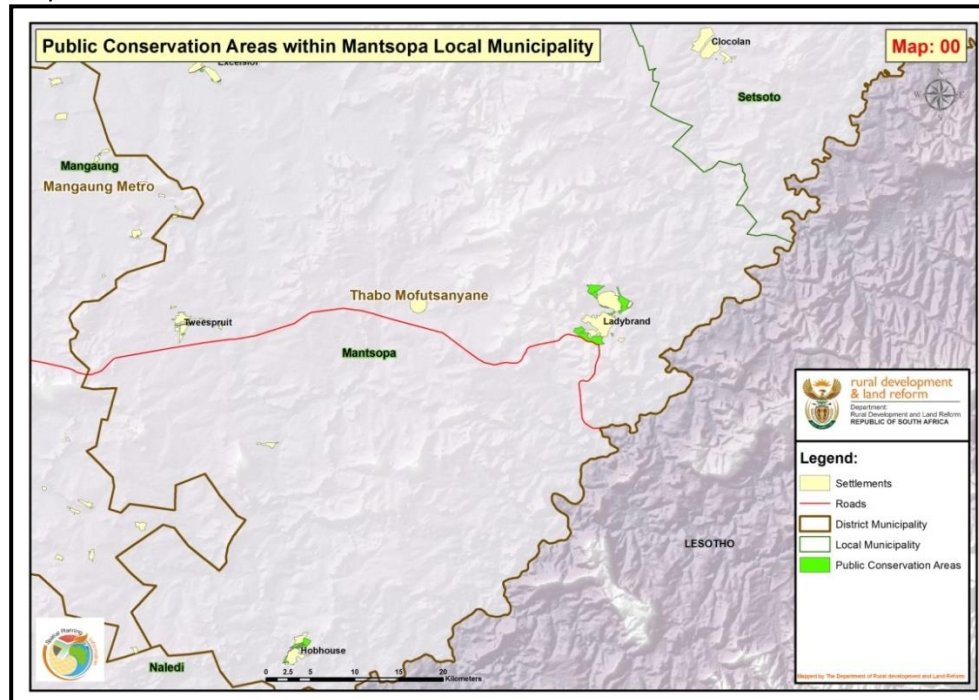 Public Conservation Areas within Mantsopa Local Municipality
Map: 00
Clocolan
Excelsior
Setsoto
Mangaung
Mangaung Metro
Thabo Mofutsanyane
Tweespruit
Ladybrand
Mantsopa
rural development
& land reform
Department:
Rural Development and Land Reform
REPUBLIC OF SOUTH AFRICA
Legend:
Settlements
Roads
District Municipality
Local Municipality
Public Conservation Areas
LESOTHO
Hobhouse
Naledi
0 2.5 5 10 15 20
Kilometers
Mapped by The Department of Rural development and Land Reform